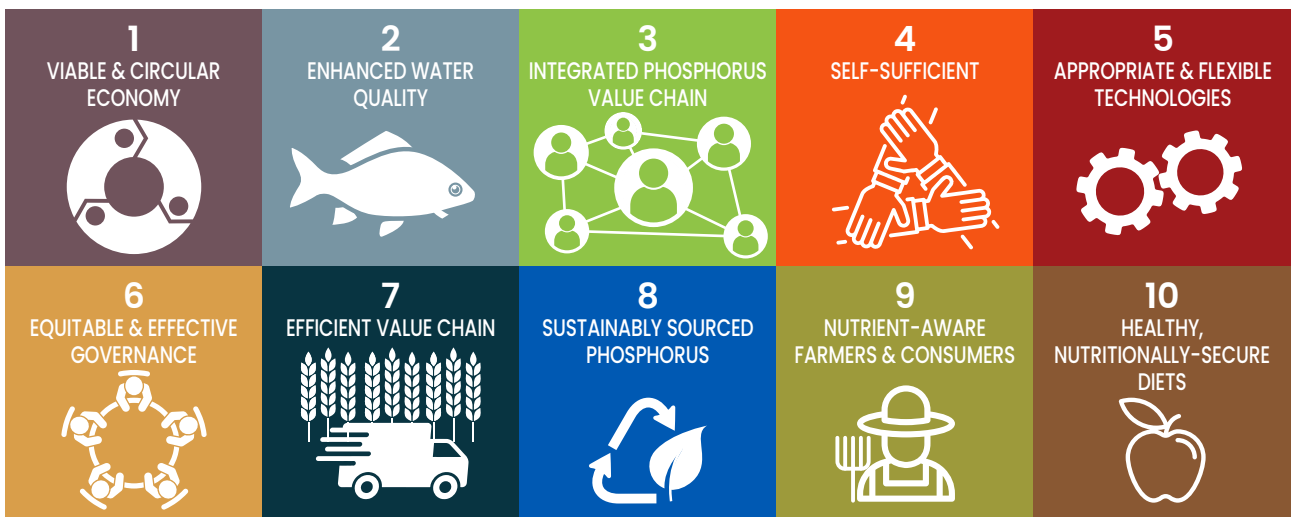 1
VIABLE & CIRCULAR
ECONOMY
2
ENHANCED WATER
QUALITY
3
INTEGRATED PHOSPHORUS
VALUE CHAIN
4
SELF-SUFFICIENT
5
APPROPRIATE & FLEXIBLE
TECHNOLOGIES
6
EQUITABLE & EFFECTIVE
GOVERNANCE
7
EFFICIENT VALUE CHAIN
8
SUSTAINABLY SOURCED
PHOSPHORUS
9
NUTRIENT-AWARE
FARMERS & CONSUMERS
10
HEALTHY,
NUTRITIONALLY-SECURE
DIETS